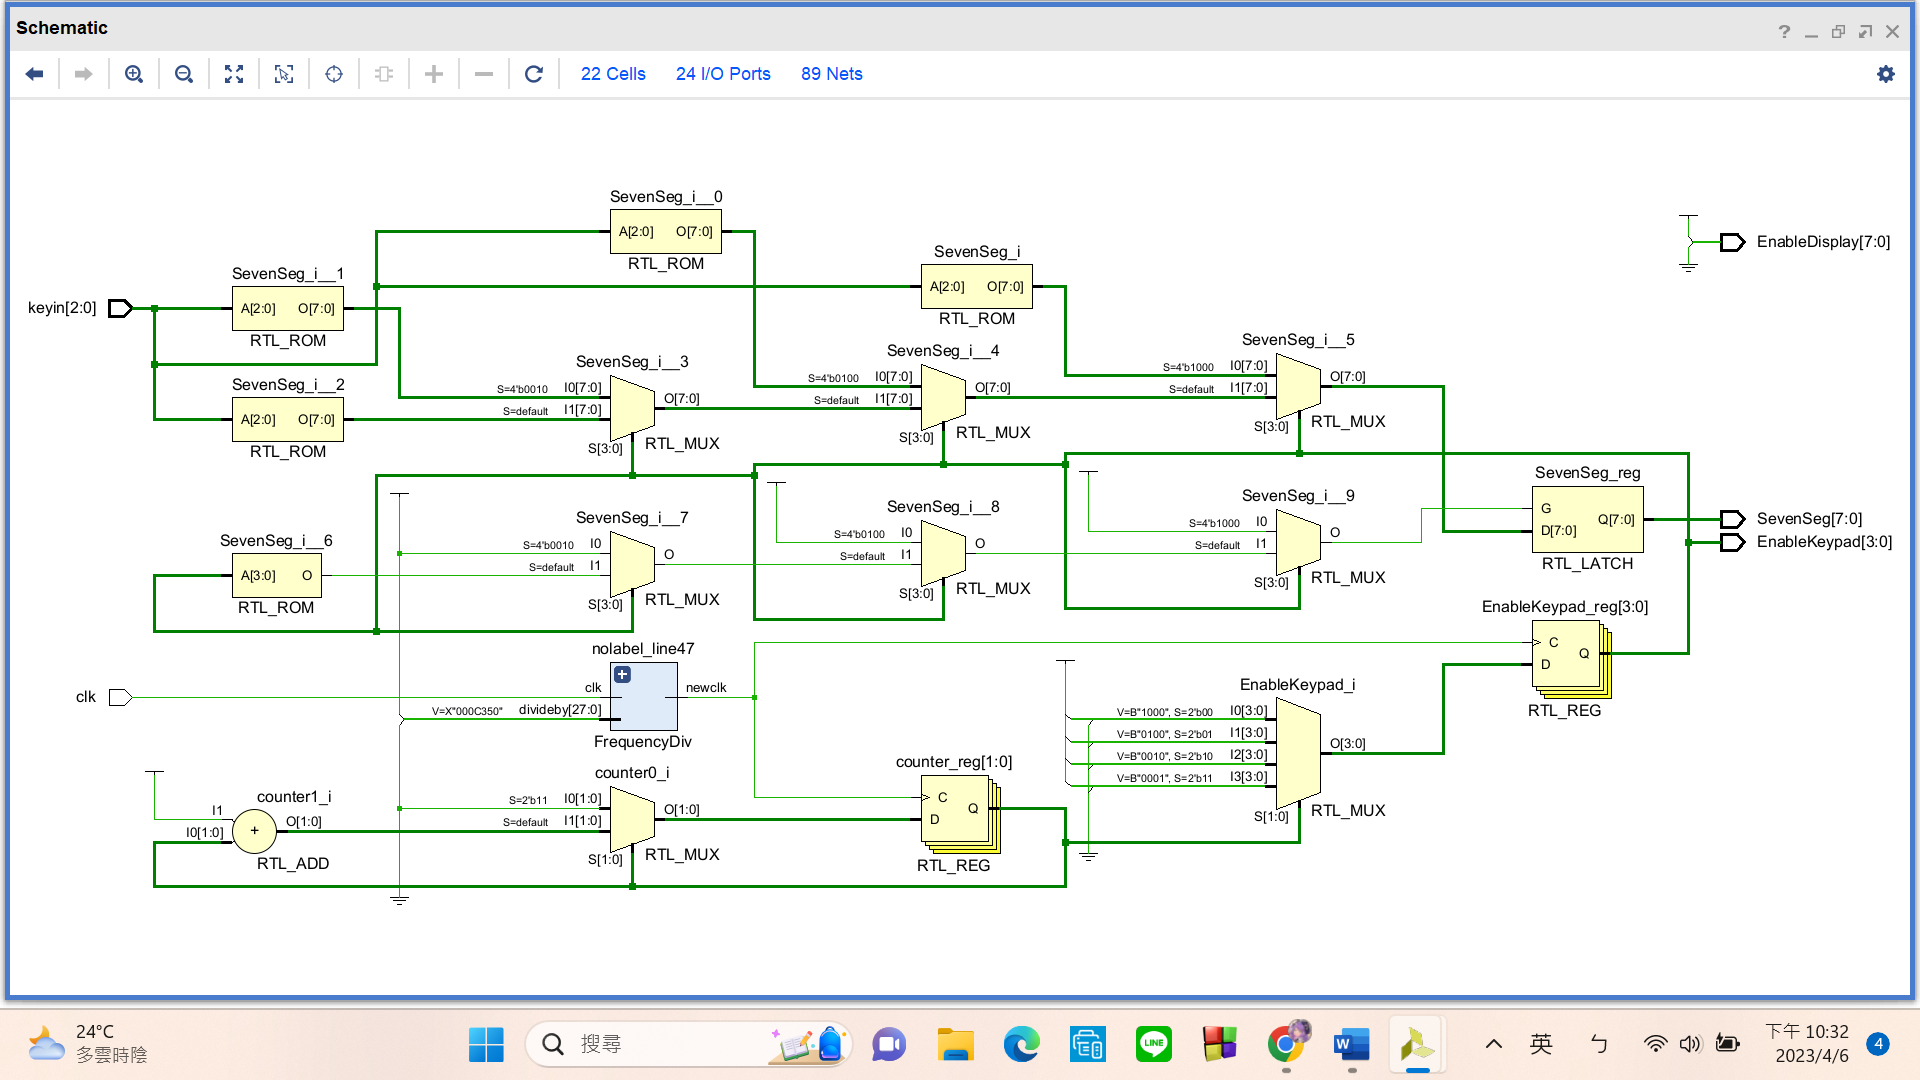 Schematic
22 Cells
24 I/O Ports
89 Nets
SevenSeg_i__0
A[2:0] O[7:0]
RTL_ROM
SevenSeg_i
A[2:0] O[7:0]
RTL_ROM
EnableDisplay[7:0]
SevenSeg_i__1
keyin[2:0]
A[2:0] O[7:0]
RTL_ROM
SevenSeg_i__2
A[2:0] O[7:0]
RTL_ROM
SevenSeg_i__3
S=4'b0010 I0[7:0]
S=default I1[7:0]
O[7:0]
S[3:0]
RTL_MUX
SevenSeg_i__4
S=4'b0100 I0[7:0]
S=default I1[7:0]
O[7:0]
S[3:0]
RTL_MUX
SevenSeg_i__5
S=4'b1000 I0[7:0]
S=default I1[7:0]
O[7:0]
S[3:0]
RTL_MUX
SevenSeg_i__6
A[3:0] O
RTL_ROM
SevenSeg_i__7
S=4'b0010 I0
S=default I1
O
S[3:0]
RTL_MUX
SevenSeg_i__8
S=4'b0100 I0
S=default I1
O
S[3:0]
RTL_MUX
SevenSeg_i__9
S=4'b1000 I0
S=default I1
O
S[3:0]
RTL_MUX
SevenSeg_reg
G
D[7:0]
Q[7:0]
RTL_LATCH
SevenSeg[7:0]
EnableKeypad[3:0]
EnableKeypad_reg[3:0]
C
D
Q
RTL_REG
nolabel_line47
clk
clk
newclk
V=X"000C350" divideby[27:0]
FrequencyDiv
EnableKeypad_i
V=B"1000", S=2'b00 I0[3:0]
V=B"0100", S=2'b01 I1[3:0]
V=B"0010", S=2'b10 I2[3:0]
V=B"0001", S=2'b11 I3[3:0]
O[3:0]
S[1:0]
RTL_MUX
counter1_i
I1
I0[1:0]
+
O[1:0]
RTL_ADD
counter0_i
S=2'b11 I0[1:0]
S=default I1[1:0]
O[1:0]
S[1:0]
RTL_MUX
counter_reg[1:0]
C
D
Q
RTL_REG
24°C
多雲時陰
搜尋
LINE
W
英
ㄅ
下午 10:32
2023/4/6
4